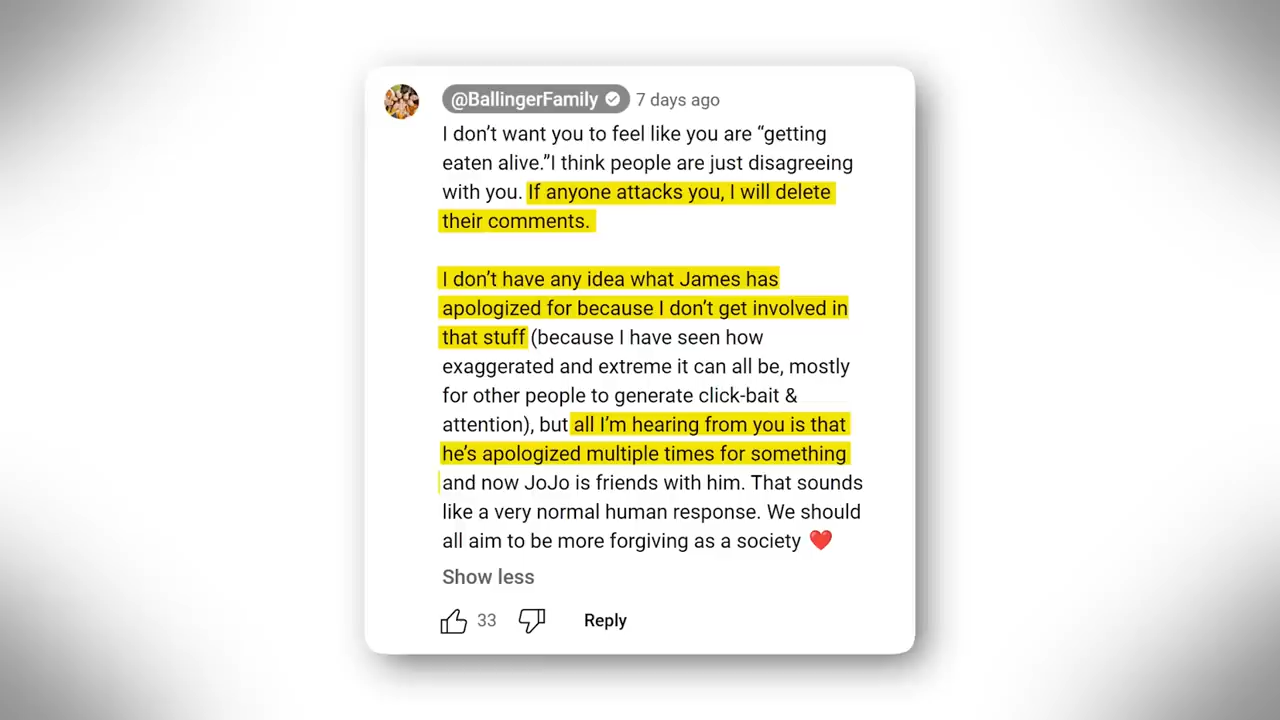 @BallingerFamily 7 days ago
I don’t want you to feel like you are “getting
eaten alive.”I think people are just disagreeing
with you. If anyone attacks you, I will delete
their comments.
I don’t have any idea what James has
apologized for because I don’t get involved in
that stuff (because I have seen how
exaggerated and extreme it can all be, mostly
for other people to generate click-bait &
attention), but all I’m hearing from you is that
he’s apologized multiple times for something
and now JoJo is friends with him. That sounds
like a very normal human response. We should
all aim to be more forgiving as a society ❤️
Show less
33 Reply